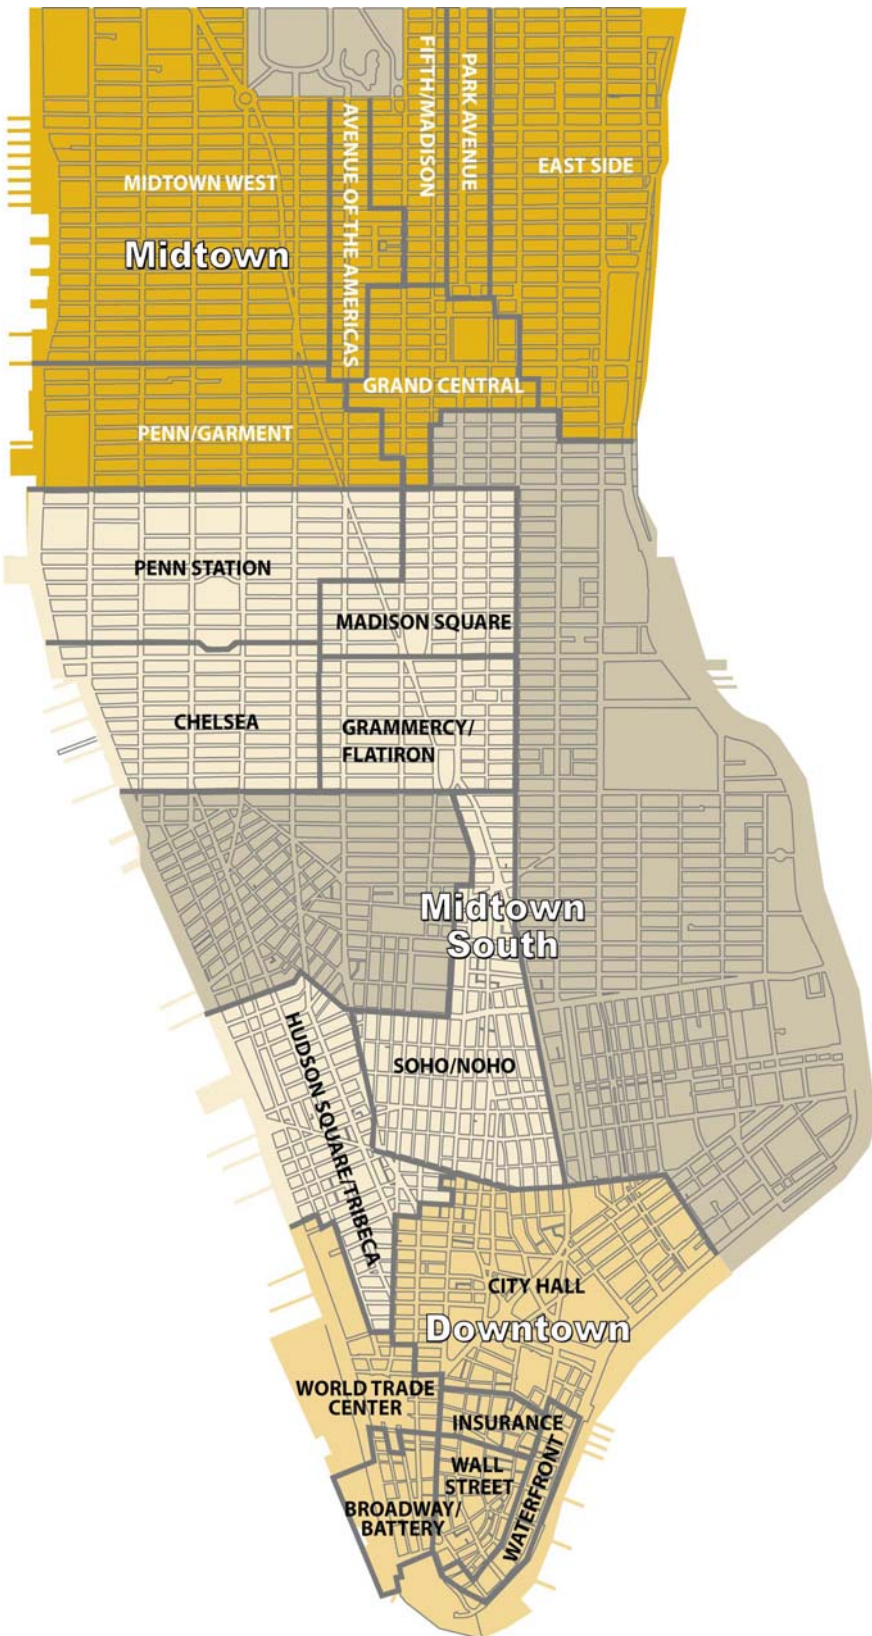 FIFTH/MADISON
PARK AVENUE
AVENUE OF THE AMERICAS
EAST SIDE
MIDTOWN WEST
Midtown
GRAND CENTRAL
PENN/GARMENT
PENN STATION
MADISON SQUARE
CHELSEA
GRAMMERCY/
FLATIRON
Midtown
South
HUDSON SQUARE/TRIBECA
SOHO/NOHO
CITY HALL
Downtown
WORLD TRADE
CENTER
INSURANCE
WALL
STREET
WATERFRONT
BROADWAY/
BATTERY